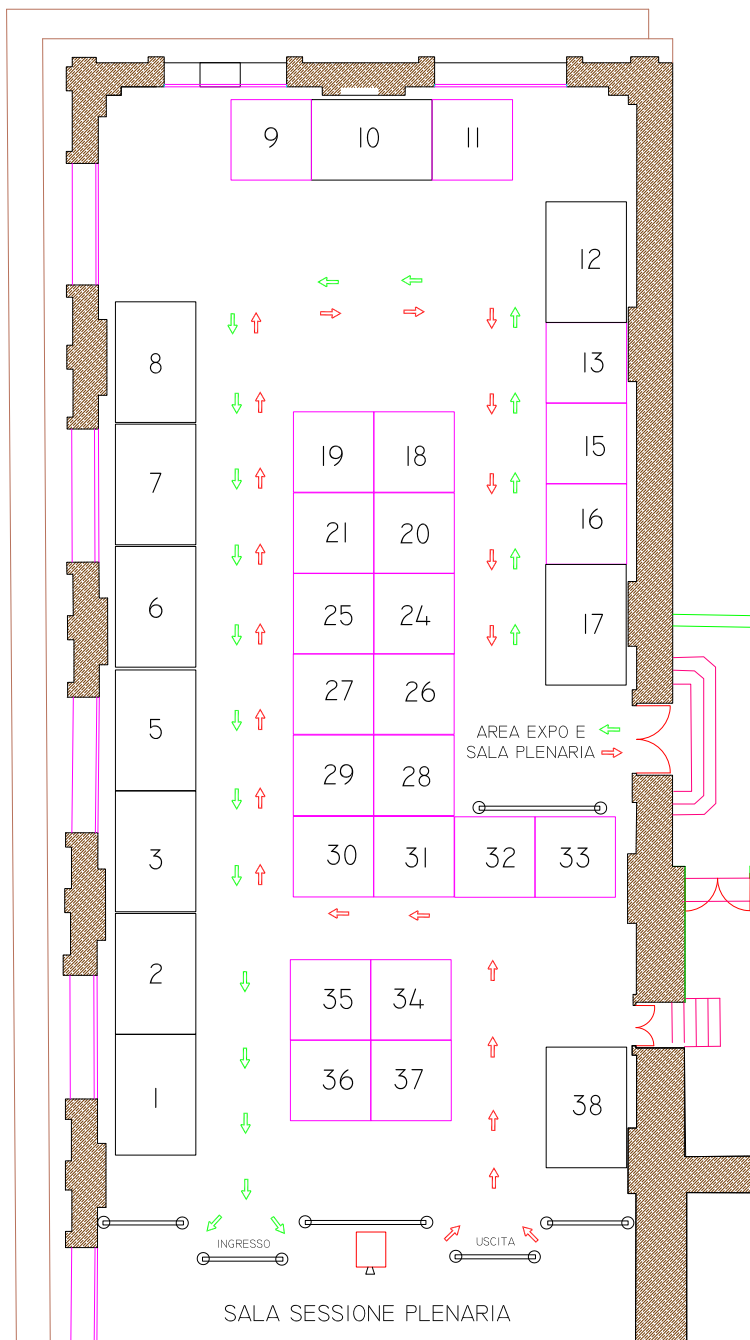 9 10 11
12
8 13
19 18 15
7
21 20 16
6 25 24 17
27 26
5 AREA EXPO E
SALA PLENARIA
29 28
3 30 31 32 33
2 35 34
1 36 37 38
INGRESSO USCITA
SALA SESSIONE PLENARIA